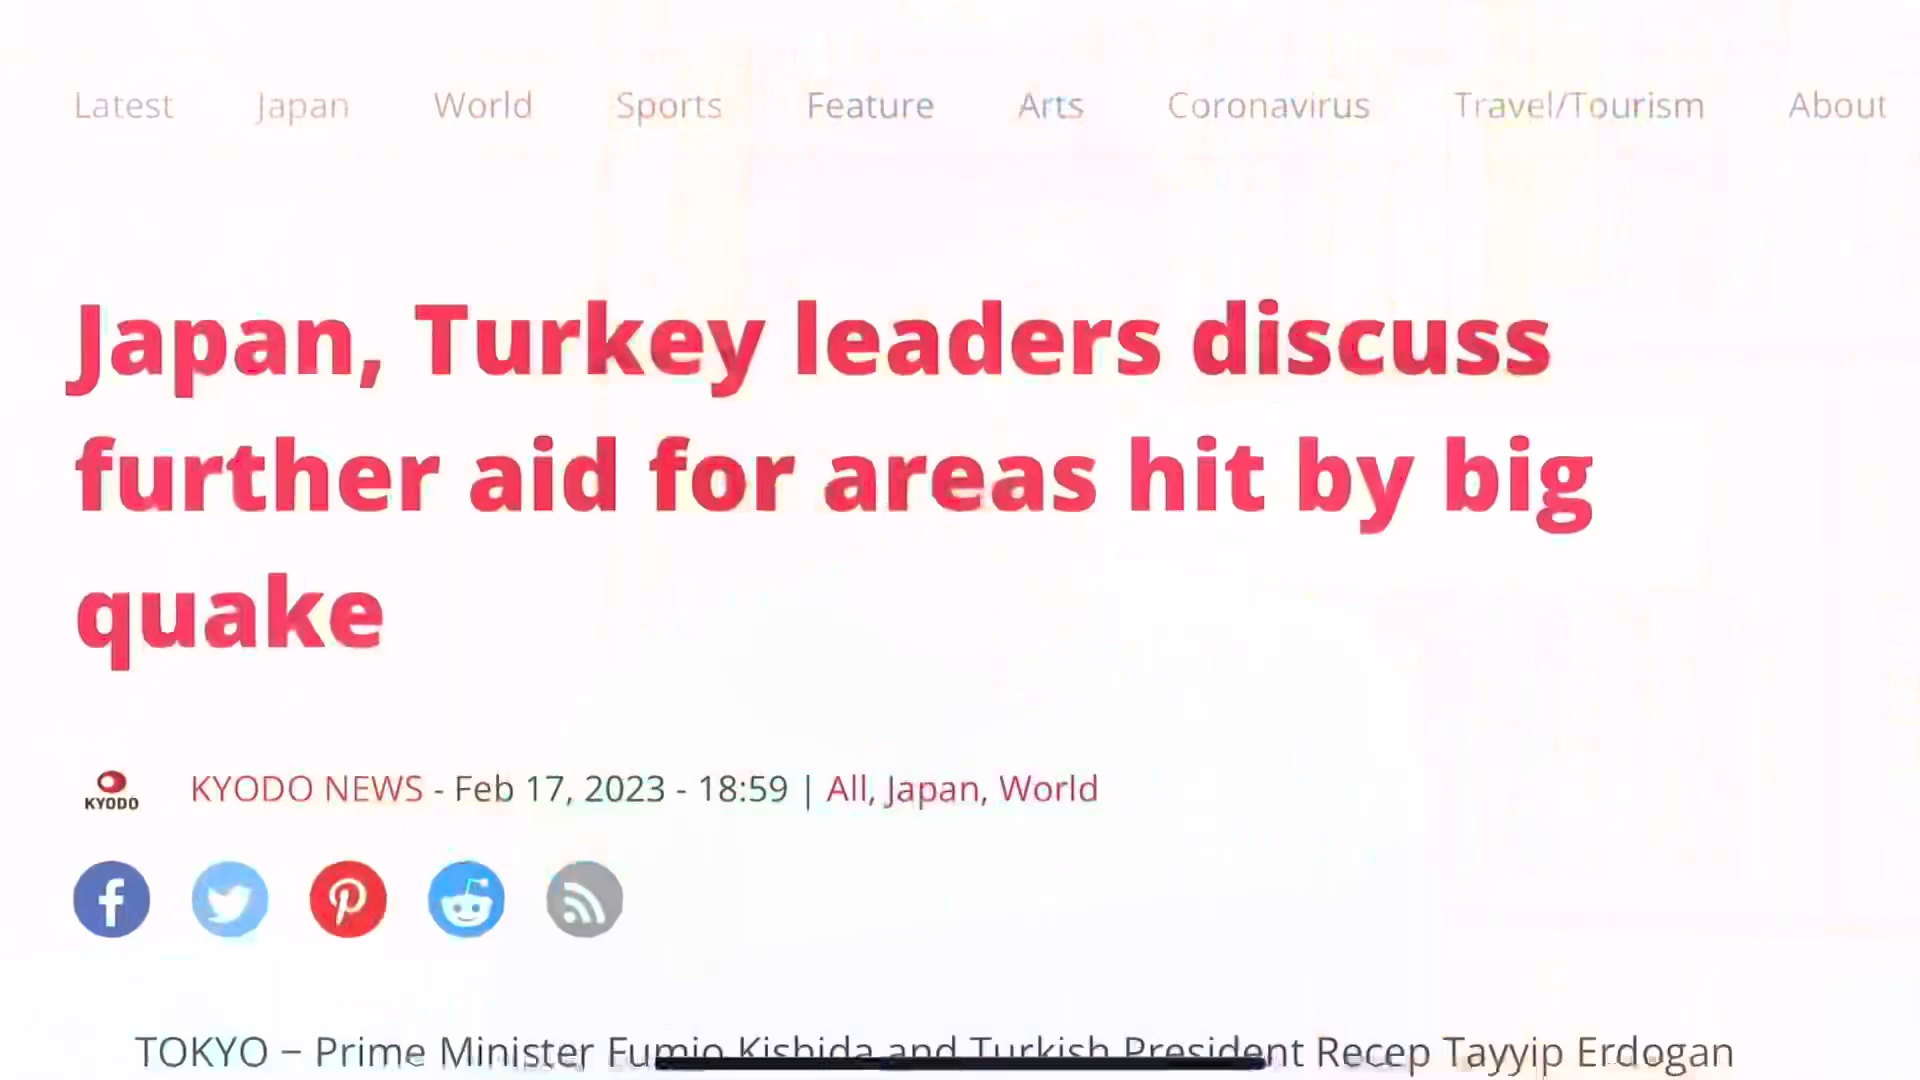 Latest Japan World Sports Feature Arts Coronavirus Travel/Tourism About
Japan, Turkey leaders discuss
further aid for areas hit by big
quake
KYODO
KYODO NEWS - Feb 17, 2023 - 18:59 | All, Japan, World
TOKYO – Prime Minister Fumio Kishida and Turkish President Recep Tayyip Erdogan